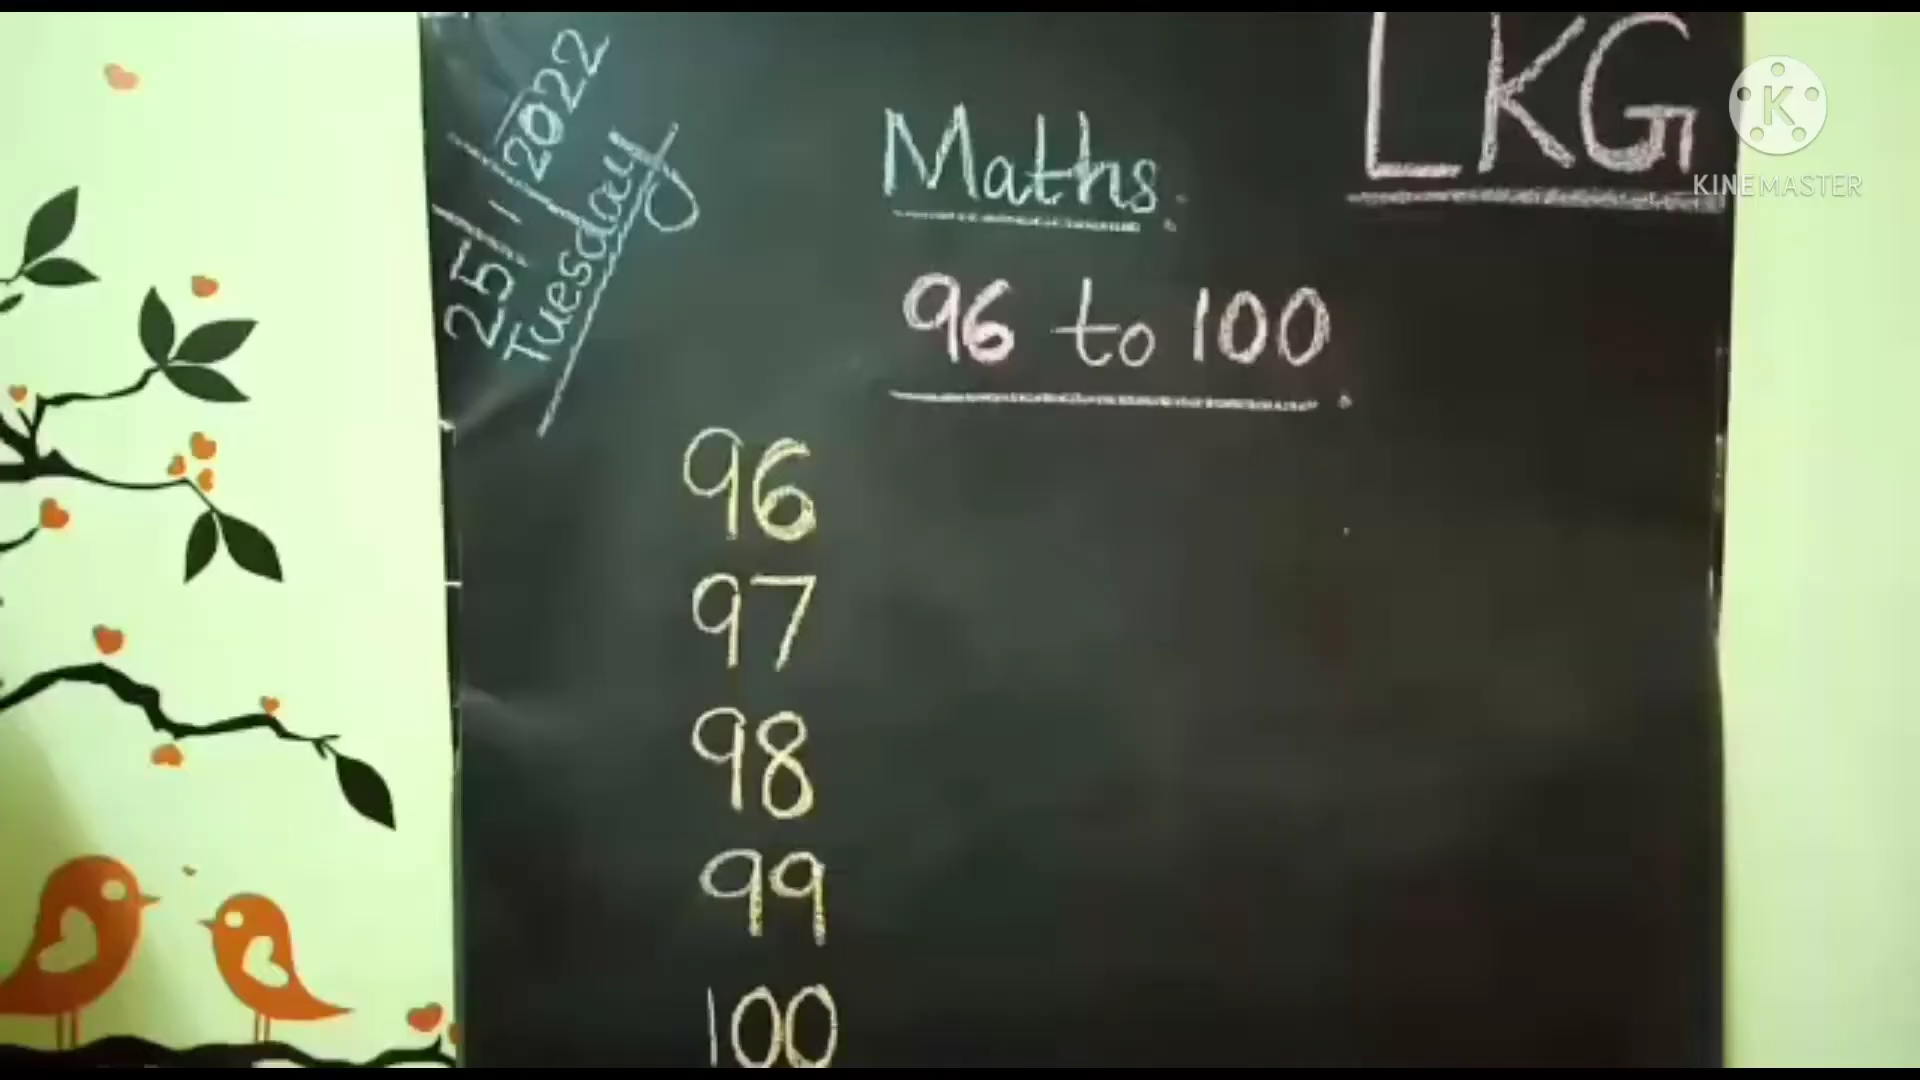 25/1/2022
Tuesday
Maths.
LKG
KINEMASTER
96 to 100.
96
97
98
99
100